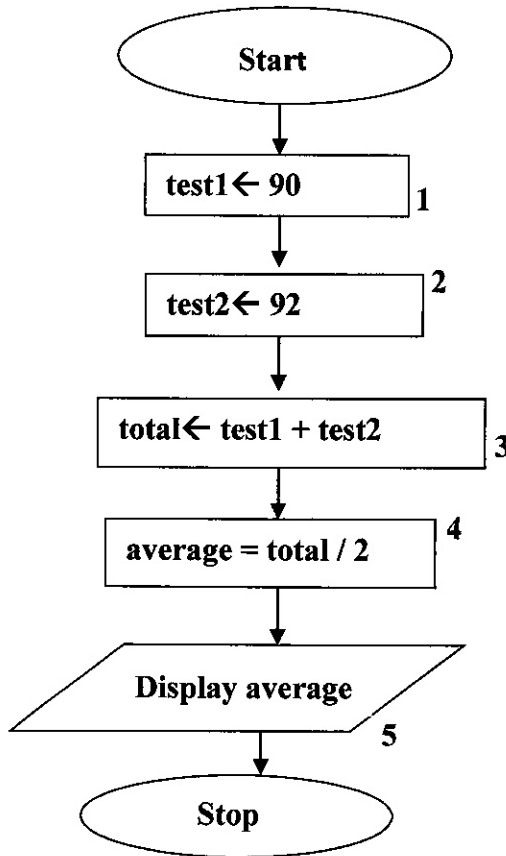 Start
test1← 90
1
2
test2← 92
total← test1 + test2
3
4
average = total / 2
Display average
5
Stop